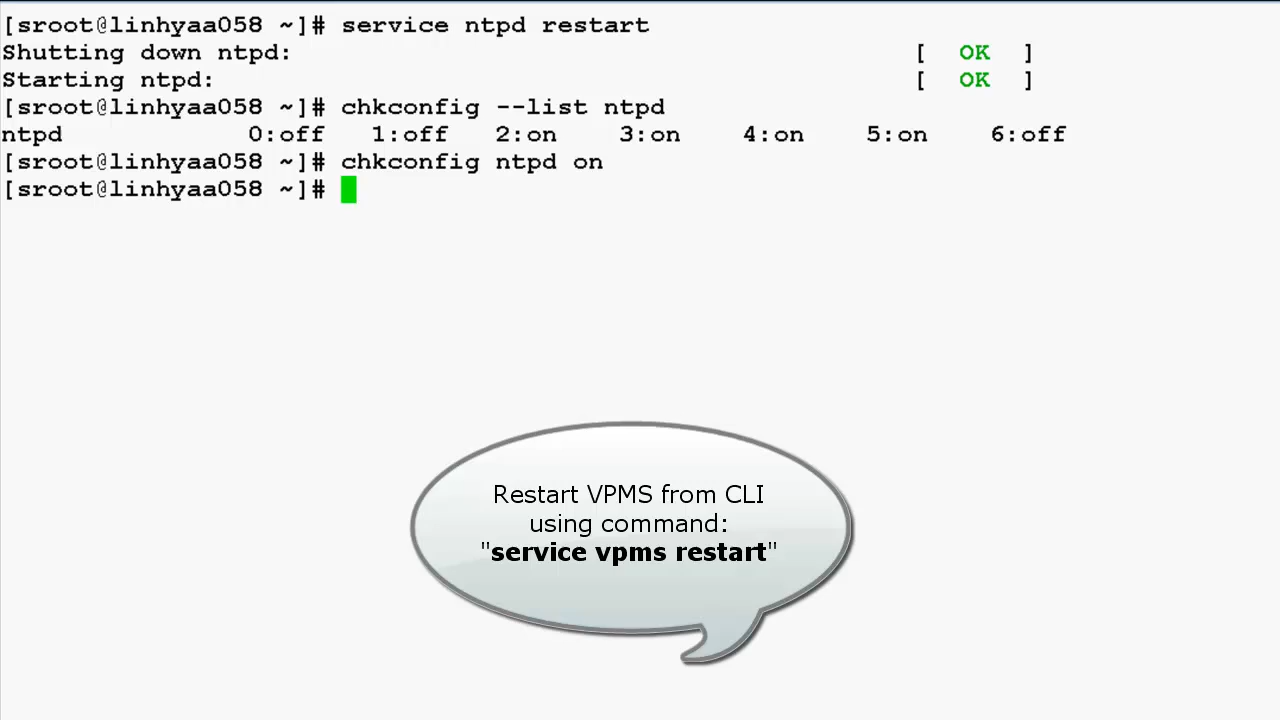 [sroot@linhyaa058 ~]# service ntpd restart
Shutting down ntpd: [ OK ]
Starting ntpd: [ OK ]
[sroot@linhyaa058 ~]# chkconfig --list ntpd
ntpd 0:off 1:off 2:on 3:on 4:on 5:on 6:off
[sroot@linhyaa058 ~]# chkconfig ntpd on
[sroot@linhyaa058 ~]#
Restart VPMS from CLI
using command:
"service vpms restart"